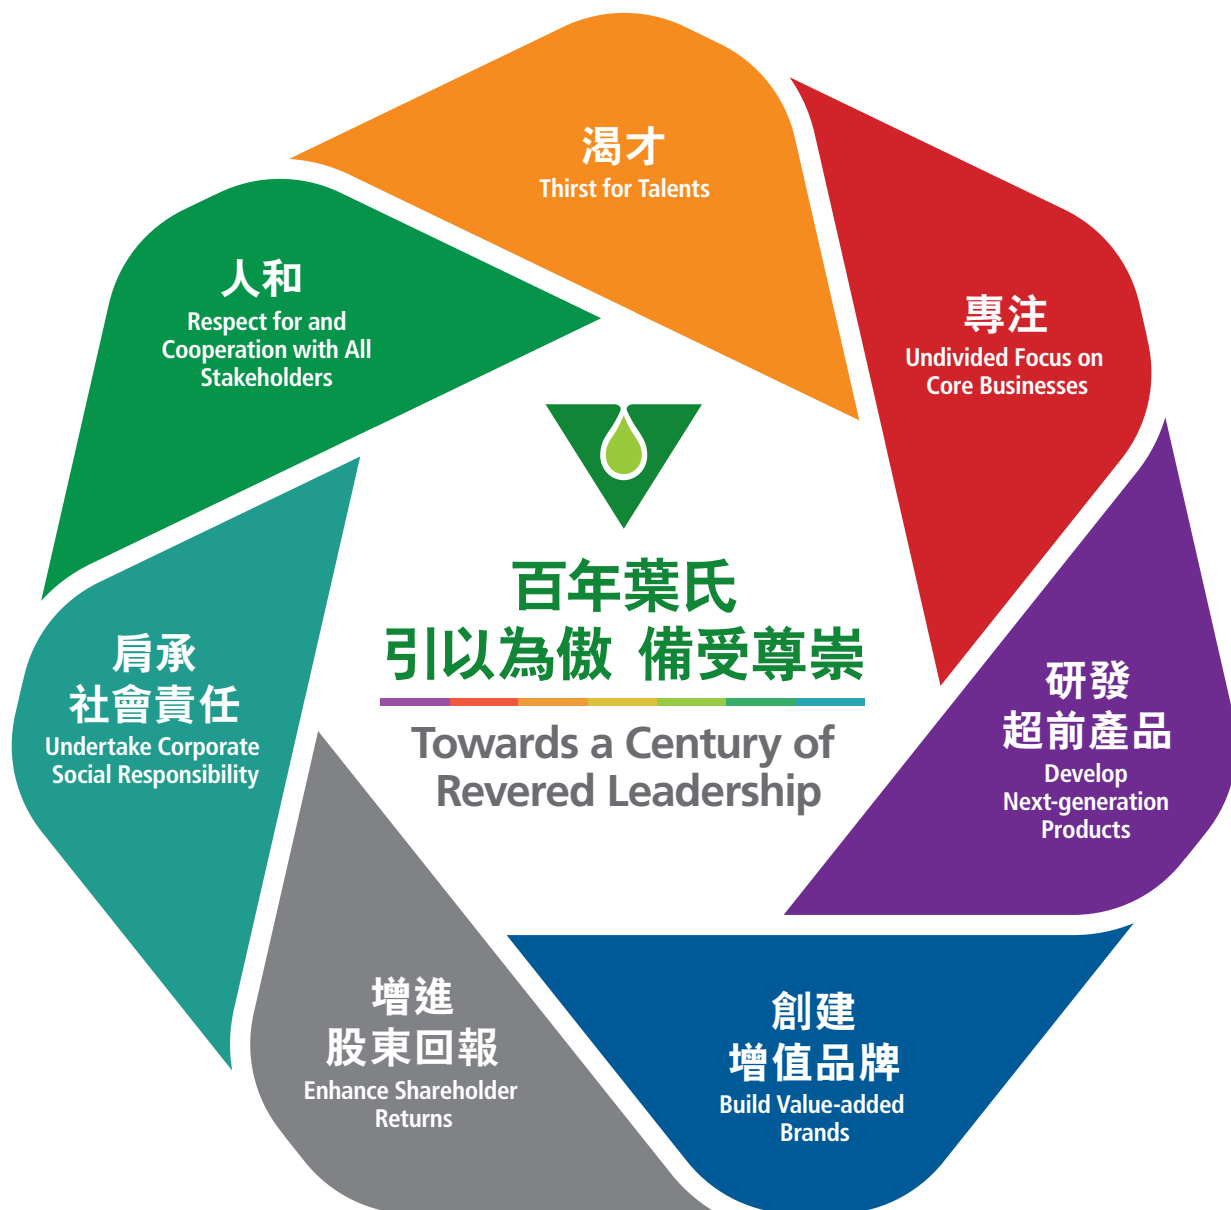 渴才
Thirst for Talents
專注
Undivided Focus on
Core Businesses
研發
超前產品
Develop
Next-generation
Products
創建
增值品牌
Build Value-added
Brands
增進
股東回報
Enhance Shareholder
Returns
肩承
社會責任
Undertake Corporate
Social Responsibility
人和
Respect for and
Cooperation with All
Stakeholders
百年葉氏
引以為傲 備受尊崇
Towards a Century of
Revered Leadership